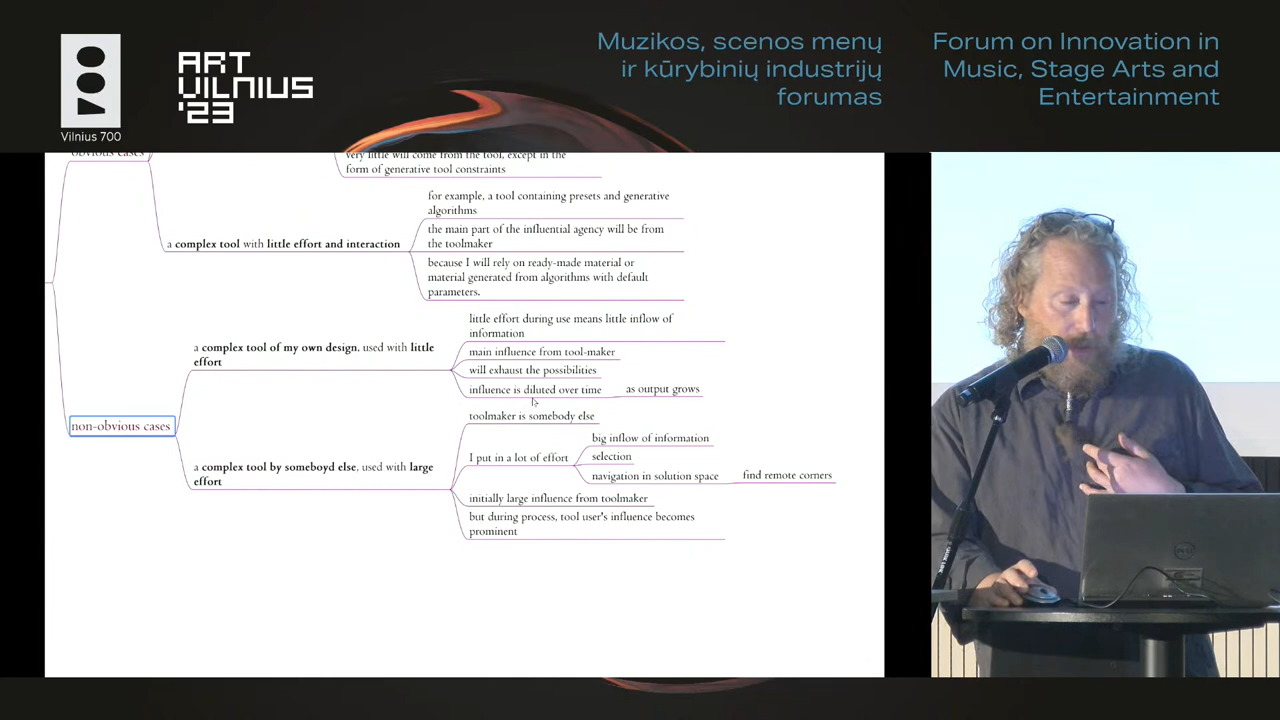 Vilnius 700
ART
VILNIUS
'23
Muzikos, scenos menų
ir kūrybinių industrijų
forumas
Forum on Innovation in
Music, Stage Arts and
Entertainment
obvious cases
very little will come from the tool, except in the
form of generative tool constraints
a complex tool with little effort and interaction
for example, a tool containing presets and generative
algorithms
the main part of the influential agency will be from
the toolmaker
because I will rely on ready-made material or
material generated from algorithms with default
parameters.
non-obvious cases
a complex tool of my own design, used with little
effort
little effort during use means little inflow of
information
main influence from tool-maker
will exhaust the possibilities
influence is diluted over time
as output grows
a complex tool by someboyd else, used with large
effort
toolmaker is somebody else
I put in a lot of effort
big inflow of information
selection
navigation in solution space
find remote corners
initially large influence from toolmaker
but during process, tool user's influence becomes
prominent
DELL